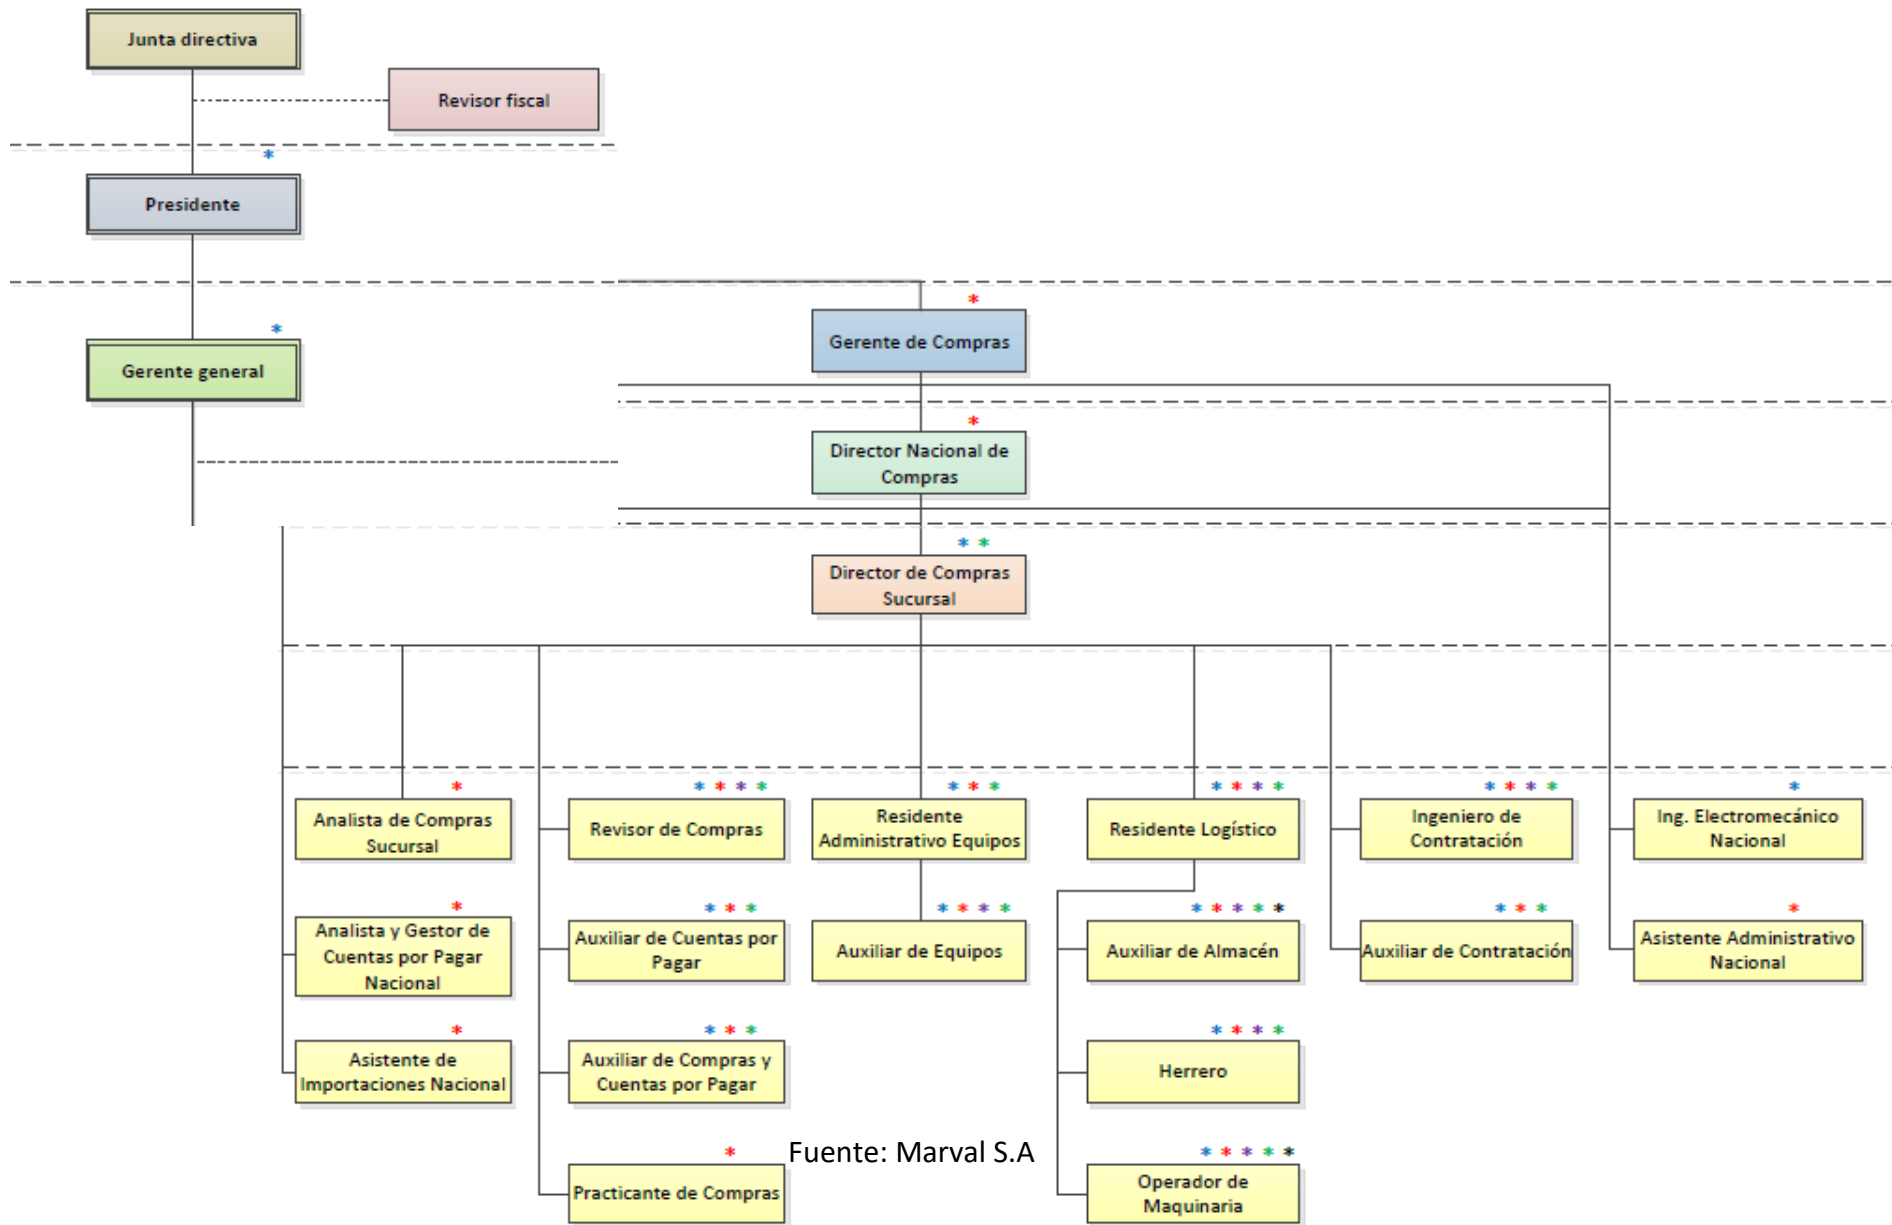 Junta directiva
Revisor fiscal
*
Presidente
*
Gerente general
*
Gerente de Compras
*
Director Nacional de
Compras
* *
Director de Compras
Sucursal
*
Analista de Compras
Sucursal
* * * *
Revisor de Compras
* * *
Residente
Administrativo Equipos
* * * *
Residente Logístico
* * * *
Ingeniero de
Contratación
*
Ing. Electromecánico
Nacional
*
Analista y Gestor de
Cuentas por Pagar
Nacional
* * *
Auxiliar de Cuentas por
Pagar
* * * *
Auxiliar de Equipos
* * * * *
Auxiliar de Almacén
* * *
Auxiliar de Contratación
*
Asistente Administrativo
Nacional
*
Asistente de
Importaciones Nacional
* * *
Auxiliar de Compras y
Cuentas por Pagar
* * * *
Herrero
*
Practicante de Compras
Fuente: Marval S.A
* * * * *
Operador de
Maquinaria